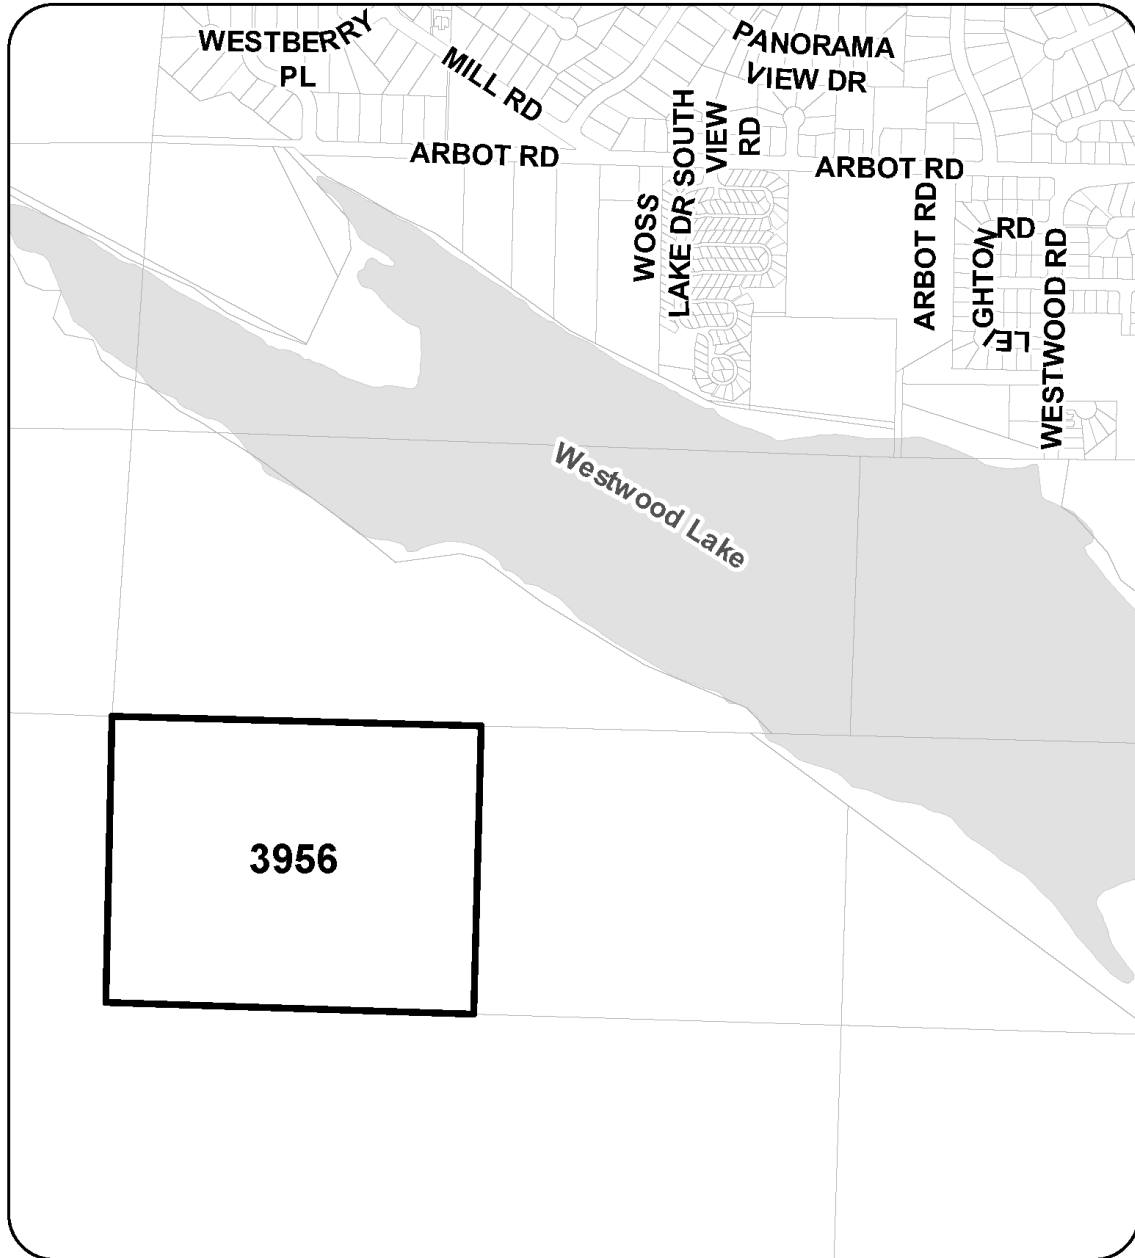 WESTBERRY
PL
MILL RD
PANORAMA
VIEW DR
ARBOT RD
SOUTH
VIEW
RD
ARBOT RD
WOSS
LAKE DR
ARBOT RD
LEIGHTON
RD
WESTWOOD RD
Westwood Lake
3956